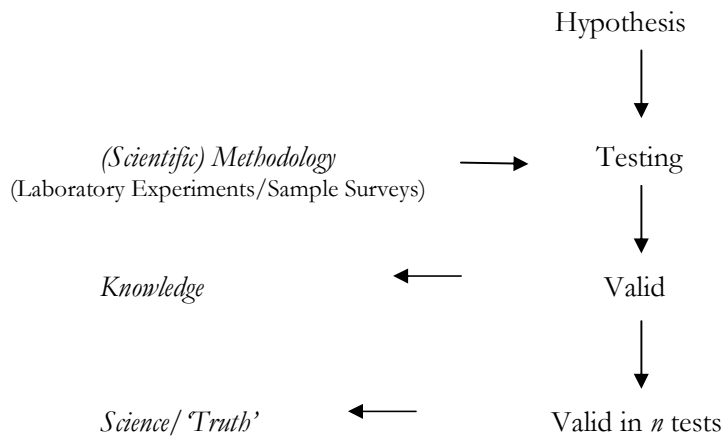 Hypothesis
(Scientific) Methodology Testing
(Laboratory Experiments/Sample Surveys)
Knowledge Valid
Science/ ‘Truth’ Valid in n tests